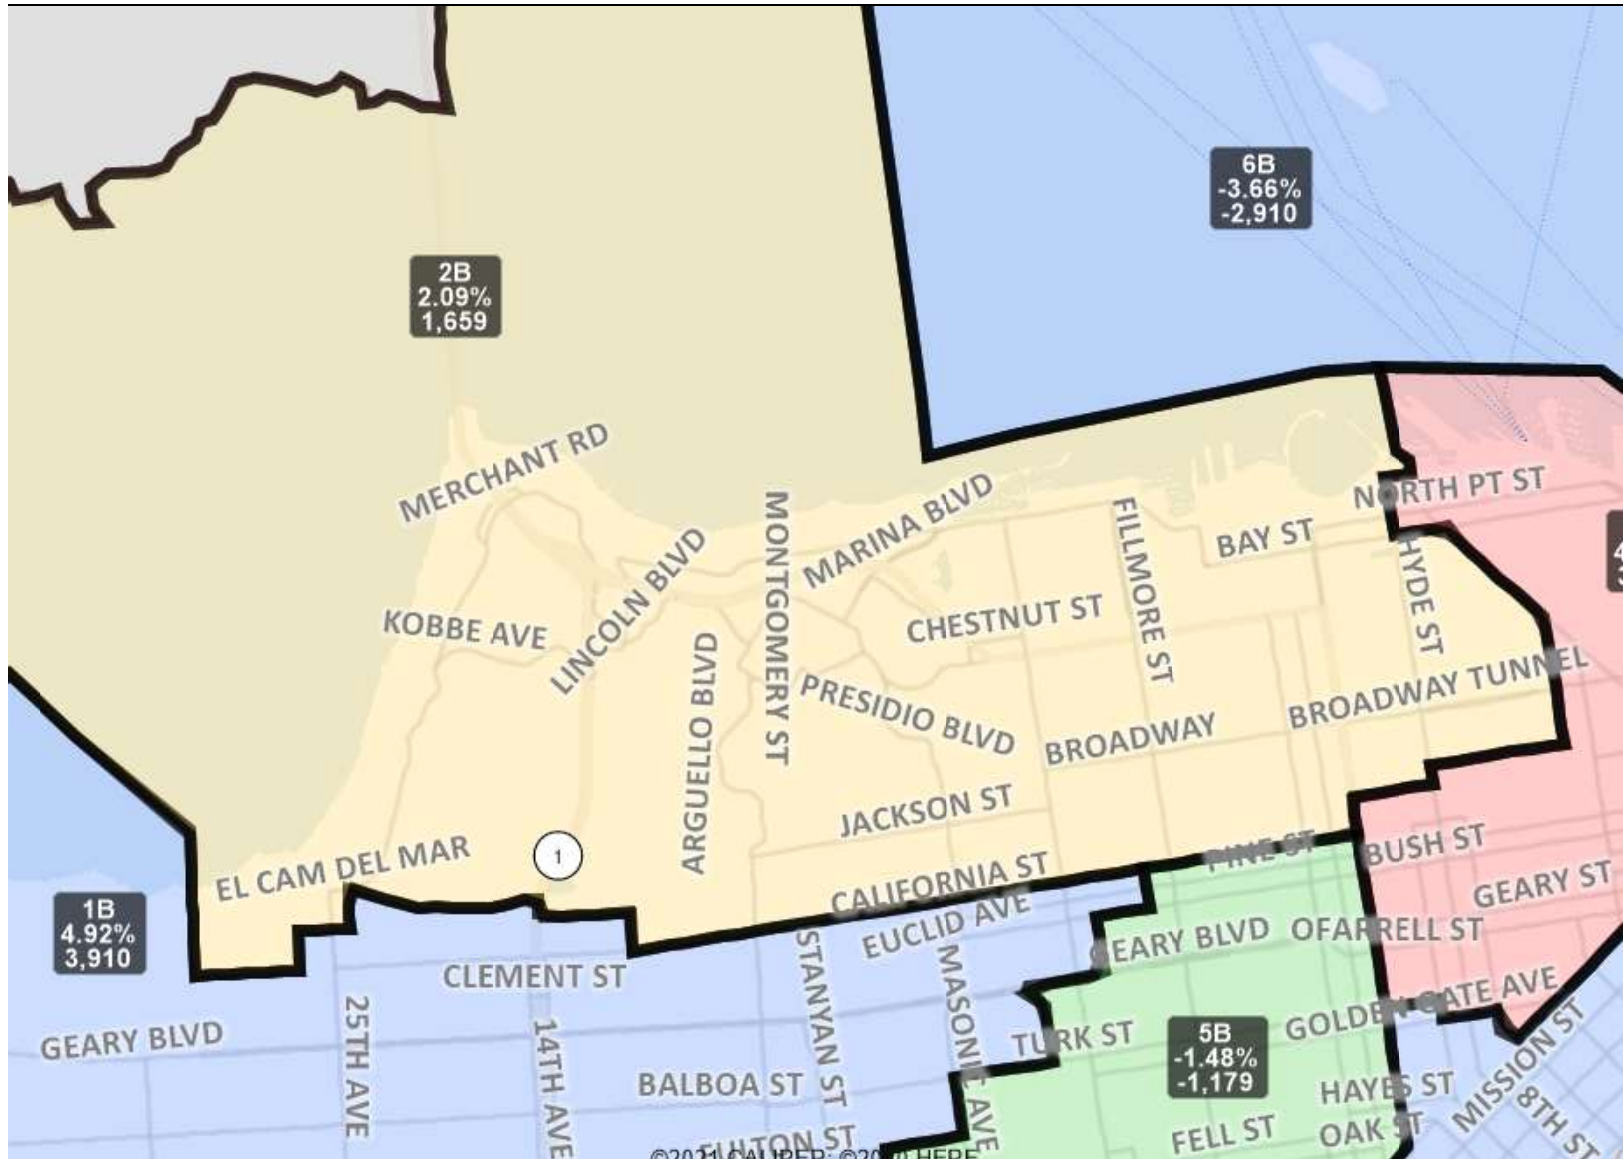 6B
-3.66%
-2,910
2B
2.09%
1,659
MERCHANT RD
MARINA BLVD
NORTH PT ST
MONTGOMERY ST
FILLMORE ST
BAY ST
LINCOLN BLVD
HYDE ST
KOBBE AVE
CHESTNUT ST
ARGUELLO BLVD
PRESIDIO BLVD
BROADWAY TUNNEL
BROADWAY
JACKSON ST
EL CAM DEL MAR
1
PINE ST
BUSH ST
CALIFORNIA ST
GEARY ST
EUCLID AVE
1B
4.92%
3,910
GEARY BLVD
OFARRELL ST
CLEMENT ST
STANYAN ST
MASONIC AVE
GOLDEN GATE AVE
GEARY BLVD
25TH AVE
14TH AVE
TURK ST
5B
-1.48%
-1,179
MISSION ST
BALBOA ST
HAYES ST
8TH ST
FULTON ST
FELL ST
OAK ST
©2021 CALIPER; ©2020 HERE